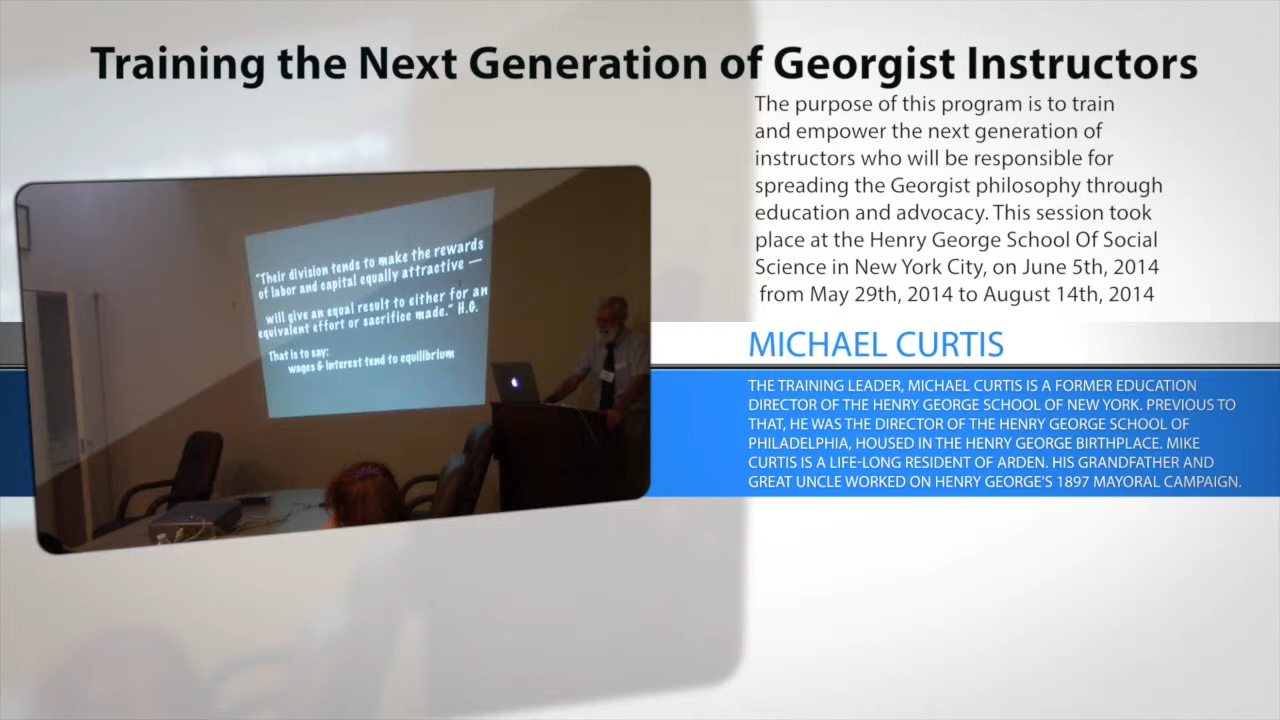 Training the Next Generation of Georgist Instructors
The purpose of this program is to train
and empower the next generation of
instructors who will be responsible for
spreading the Georgist philosophy through
education and advocacy. This session took
place at the Henry George School Of Social
Science in New York City, on June 5th, 2014
from May 29th, 2014 to August 14th, 2014
"Their division tends to make the rewards
of labor and capital equally attractive —
will give an equal result to either for an
equivalent effort or sacrifice made." H.G.
That is to say:
wages & interest tend to equilibrium
MICHAEL CURTIS
THE TRAINING LEADER, MICHAEL CURTIS IS A FORMER EDUCATION
DIRECTOR OF THE HENRY GEORGE SCHOOL OF NEW YORK. PREVIOUS TO
THAT, HE WAS THE DIRECTOR OF THE HENRY GEORGE SCHOOL OF
PHILADELPHIA, HOUSED IN THE HENRY GEORGE BIRTHPLACE. MIKE
CURTIS IS A LIFE-LONG RESIDENT OF ARDEN. HIS GRANDFATHER AND
GREAT UNCLE WORKED ON HENRY GEORGE'S 1897 MAYORAL CAMPAIGN.